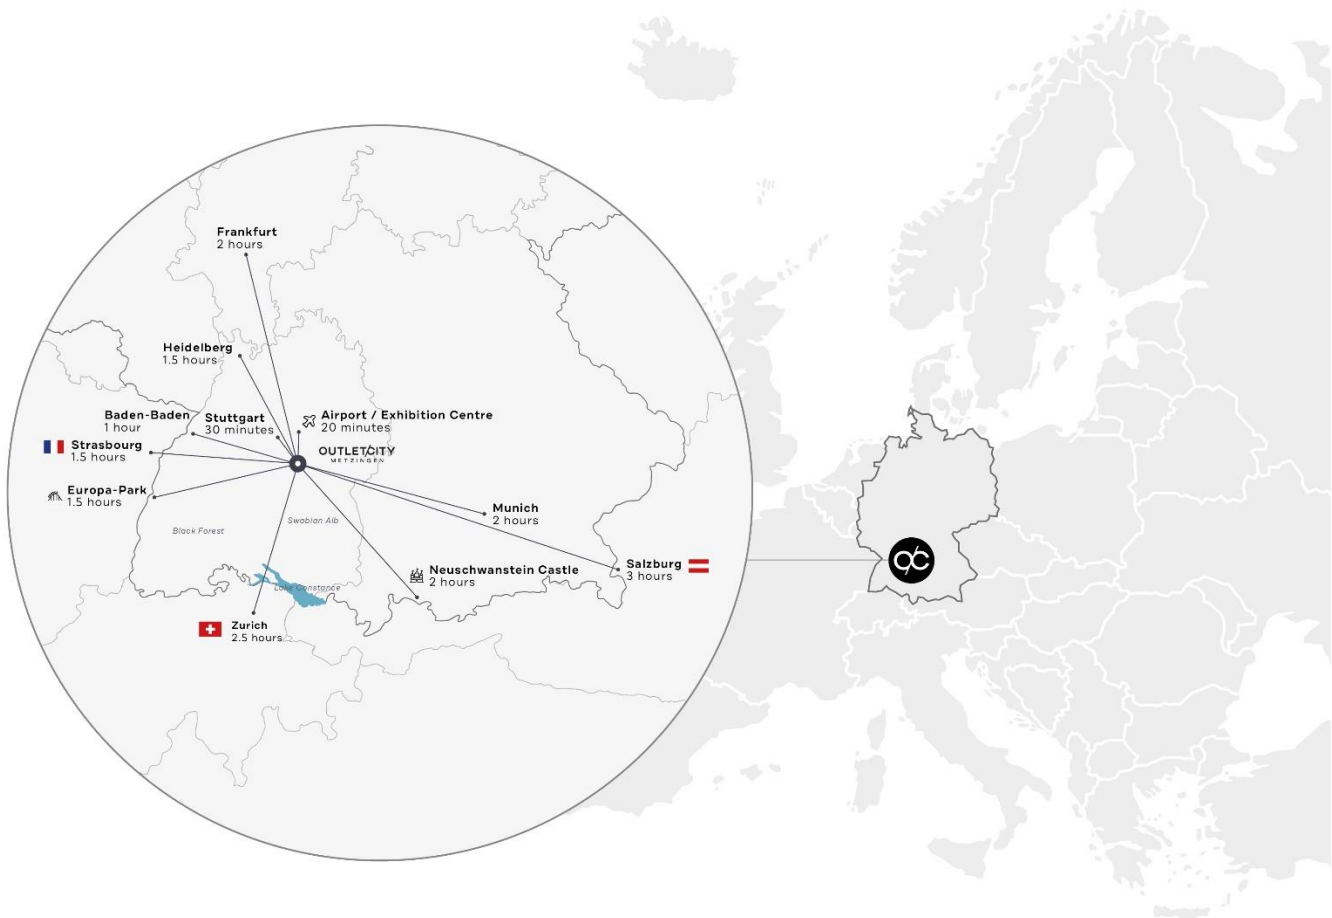 Frankfurt
2 hours
Heidelberg
1.5 hours
Baden-Baden
1 hour
Stuttgart
30 minutes
Airport / Exhibition Centre
20 minutes
Strasbourg
1.5 hours
OUTLETCITY
METZINGEN
Europa-Park
1.5 hours
Munich
2 hours
Black Forest
Swabian Alb
Salzburg
3 hours
Neuschwanstein Castle
2 hours
Lake Constance
Zurich
2.5 hours